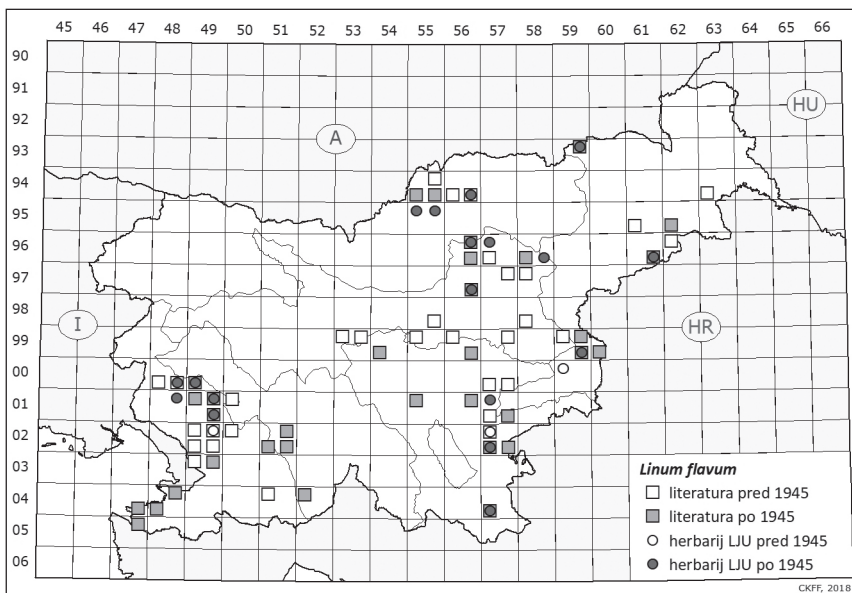 45 46 47 48 49 50 51 52 53 54 55 56 57 58 59 60 61 62 63 64 65 66
90
91
HU
92
A
93
94
95
96
97
98
I
HR
99
00
01
02
Linum flavum
03
literatura pred 1945
04
literatura po 1945
05
herbarij LJU pred 1945
06
herbarij LJU po 1945
CKFF, 2018